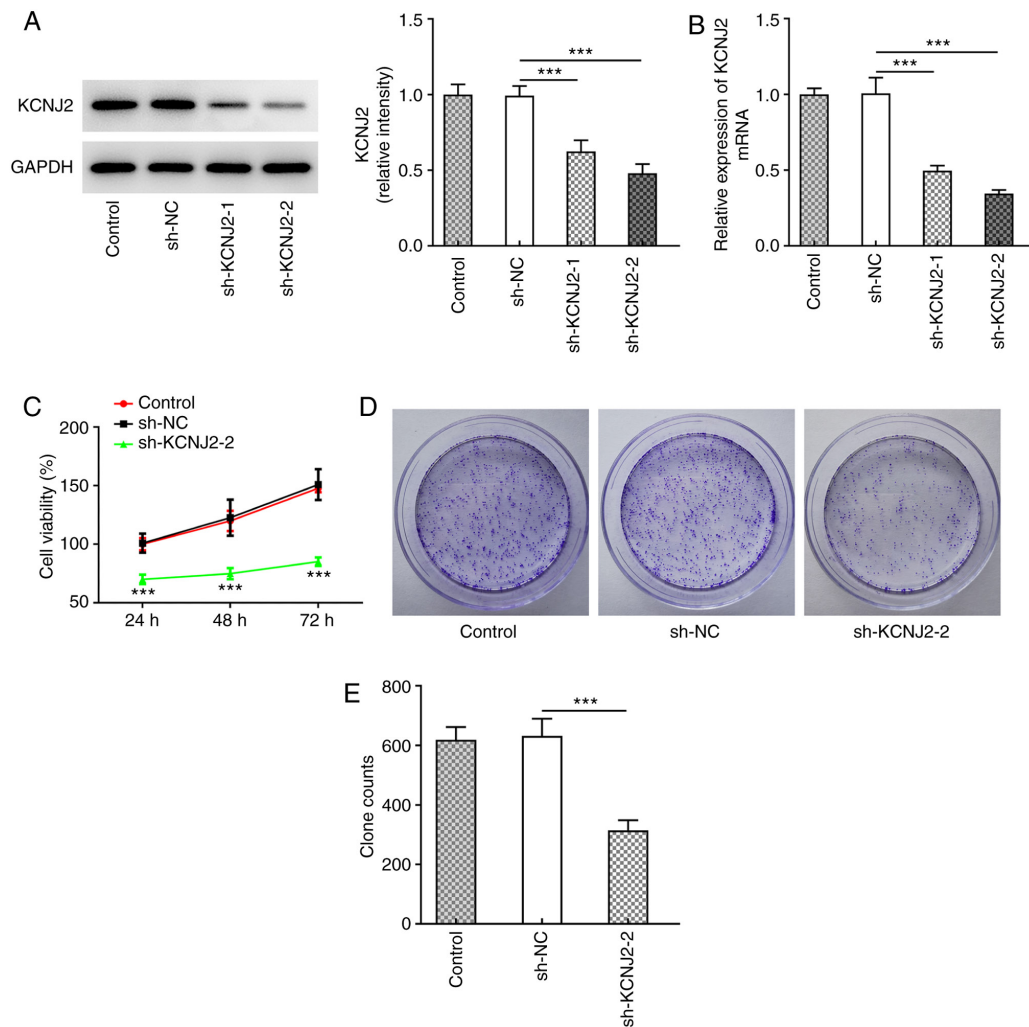 A
KCNJ2
GAPDH
Control
sh-NC
sh-KCNJ2-1
sh-KCNJ2-2
KCNJ2
(relative intensity)
1.5
1.0
0.5
0.0
***
***
Control
sh-NC
sh-KCNJ2-1
sh-KCNJ2-2
B
Relative expression of KCNJ2
mRNA
1.5
1.0
0.5
0.0
***
***
Control
sh-NC
sh-KCNJ2-1
sh-KCNJ2-2
C
Control
sh-NC
sh-KCNJ2-2
Cell viability (%)
200
150
100
50
***
***
***
24 h
48 h
72 h
D
Control
sh-NC
sh-KCNJ2-2
E
Clone counts
800
600
400
200
0
***
Control
sh-NC
sh-KCNJ2-2